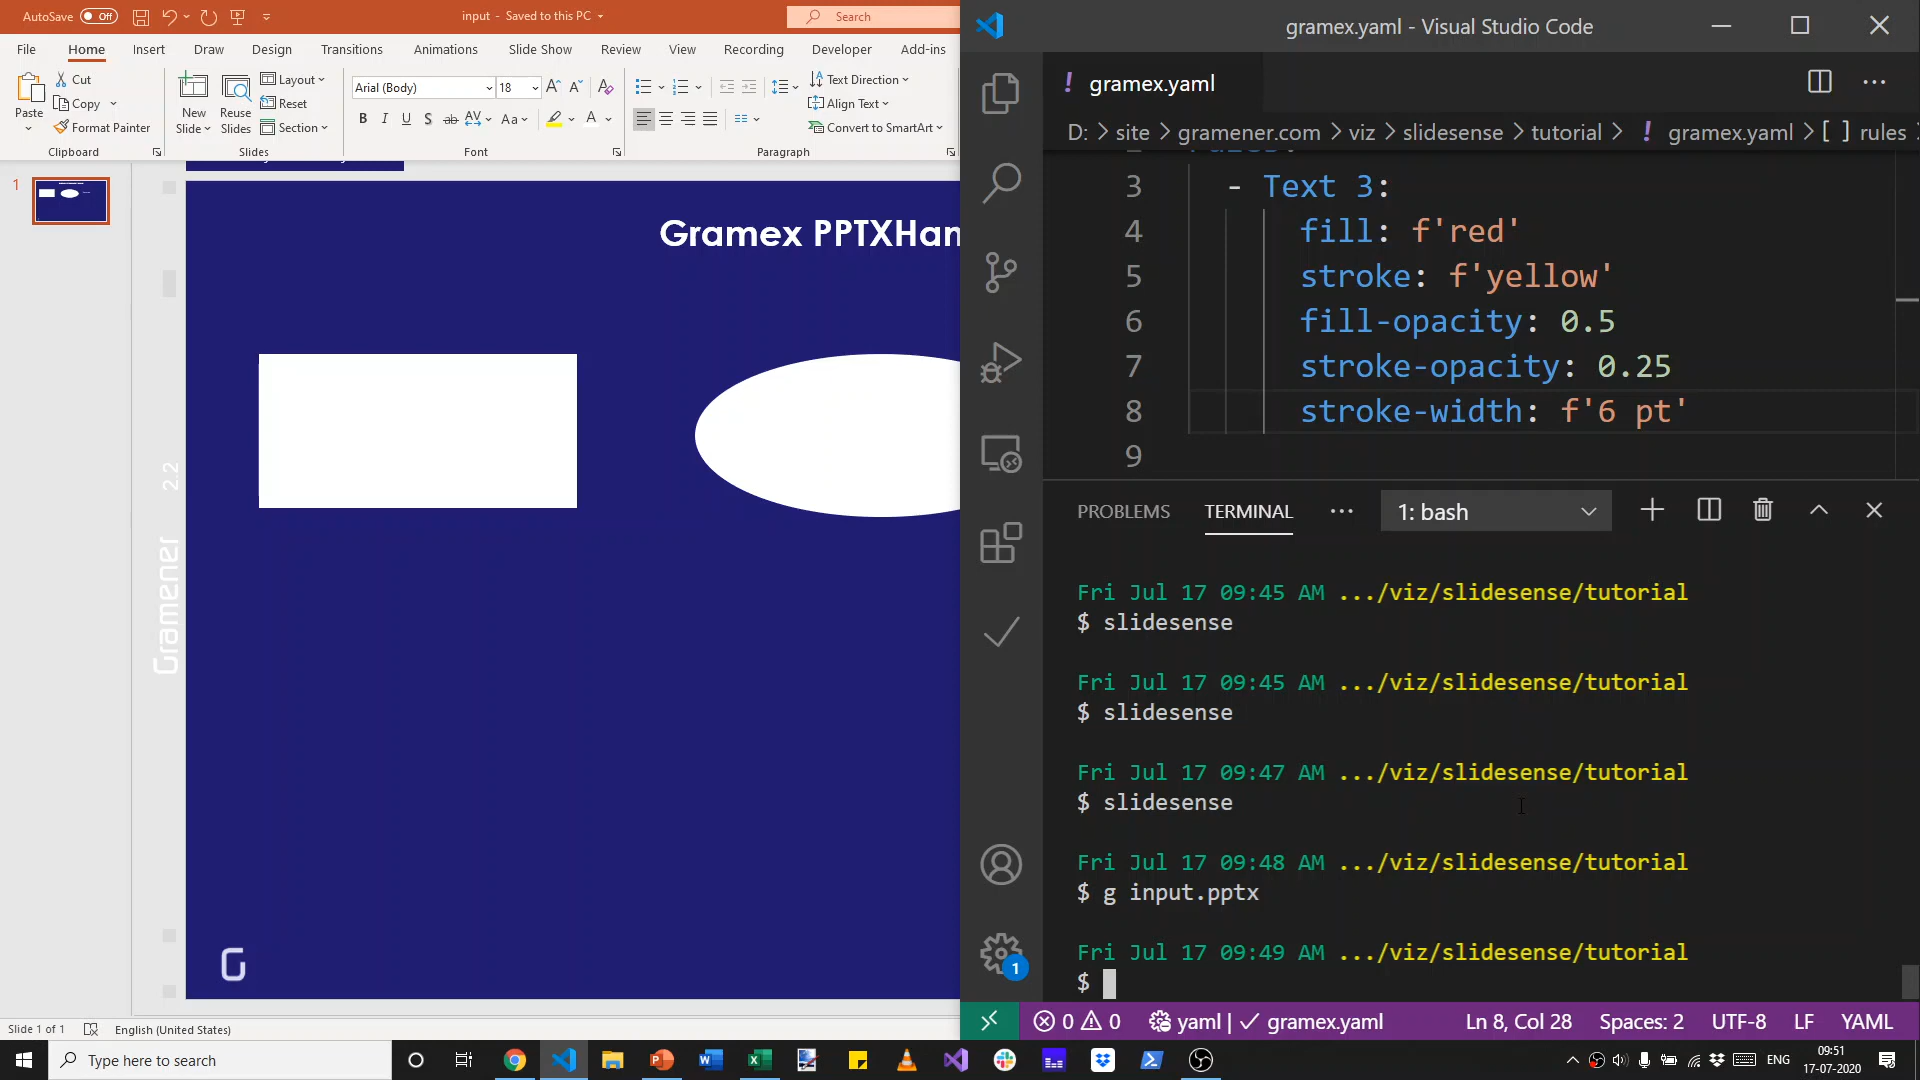 AutoSave Off
input - Saved to this PC
Search
File Home Insert Draw Design Transitions Animations Slide Show Review View Recording Developer Add-ins
Paste
Cut
Copy
Format Painter
Clipboard
New Slide
Reuse Slides
Layout
Reset
Section
Slides
Arial (Body) 18
B I U S ab AV Aa A
Font
Text Direction
Align Text
Convert to SmartArt
Paragraph
1
Gramex PPTXHan
Gramener 2.2
Slide 1 of 1 English (United States)
gramex.yaml - Visual Studio Code
! gramex.yaml
D: > site > gramener.com > viz > slidesense > tutorial > ! gramex.yaml > [ ] rules
3 - Text 3:
4 fill: f'red'
5 stroke: f'yellow'
6 fill-opacity: 0.5
7 stroke-opacity: 0.25
8 stroke-width: f'6 pt'
9
PROBLEMS TERMINAL ... 1: bash
Fri Jul 17 09:45 AM .../viz/slidesense/tutorial
$ slidesense
Fri Jul 17 09:45 AM .../viz/slidesense/tutorial
$ slidesense
Fri Jul 17 09:47 AM .../viz/slidesense/tutorial
$ slidesense
Fri Jul 17 09:48 AM .../viz/slidesense/tutorial
$ g input.pptx
Fri Jul 17 09:49 AM .../viz/slidesense/tutorial
$
1
0 0 yaml | ✓ gramex.yaml Ln 8, Col 28 Spaces: 2 UTF-8 LF YAML
Type here to search
ENG
09:51
17-07-2020